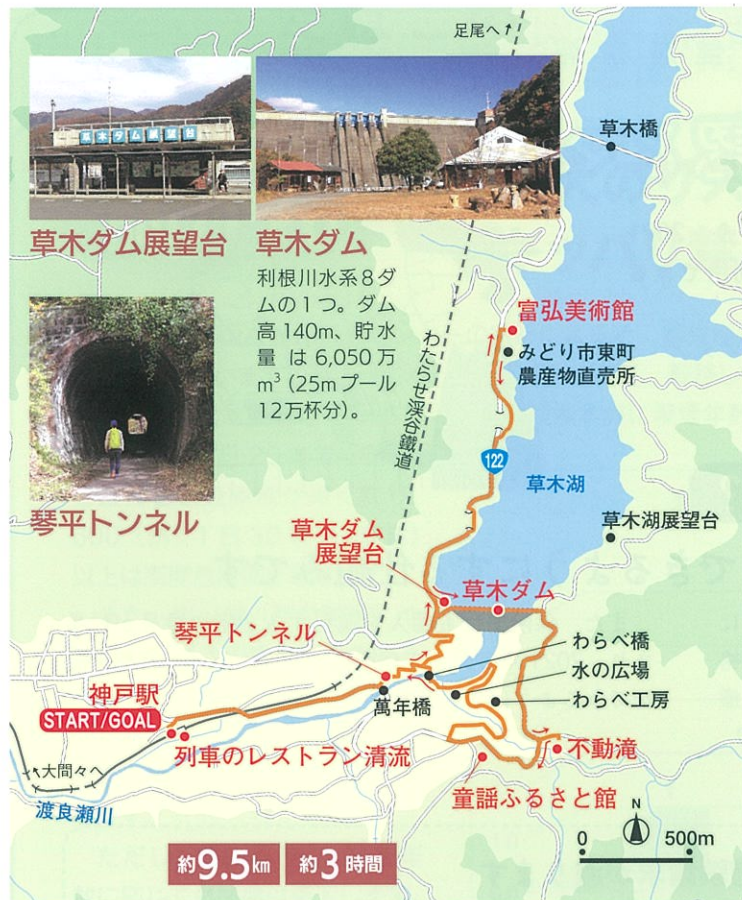 足尾へ↑
草木ダム展望台
草木橋
草木ダム展望台
草木ダム
利根川水系8ダ
ムの1つ。ダム
高140m、貯水
量は6,050万
m³(25mプール
12万杯分)。
わたらせ渓谷鐵道
富弘美術館
みどり市東町
農産物直売所
122
草木湖
草木湖展望台
琴平トンネル
草木ダム
展望台
草木ダム
琴平トンネル
わらべ橋
水の広場
わらべ工房
神戸駅
START/GOAL
萬年橋
列車のレストラン清流
不動滝
童謡ふるさと館
↖大間々へ
渡良瀬川
約9.5km
約3時間
N
0 500m